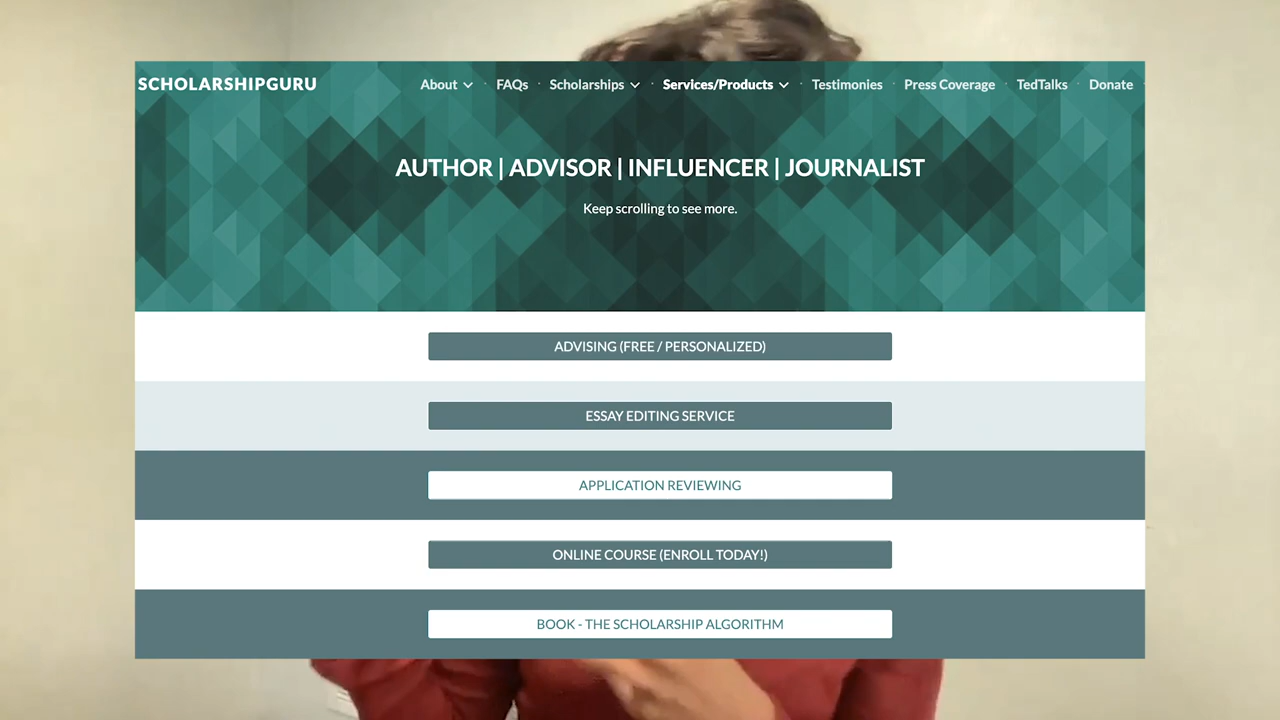 SCHOLARSHIPGURU
About · FAQs · Scholarships · Services/Products · Testimonies · Press Coverage · TedTalks · Donate
AUTHOR | ADVISOR | INFLUENCER | JOURNALIST
Keep scrolling to see more.
ADVISING (FREE / PERSONALIZED)
ESSAY EDITING SERVICE
APPLICATION REVIEWING
ONLINE COURSE (ENROLL TODAY!)
BOOK - THE SCHOLARSHIP ALGORITHM